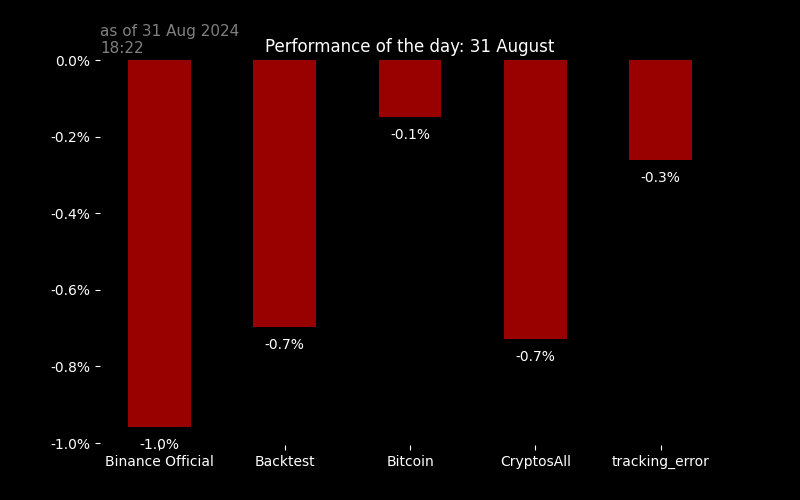 as of 31 Aug 2024
18:22
Performance of the day: 31 August
0.0%
-0.2%
-0.4%
-0.6%
-0.8%
-1.0%
-1.0%
-0.7%
-0.1%
-0.7%
-0.3%
Binance Official
Backtest
Bitcoin
CryptosAll
tracking_error